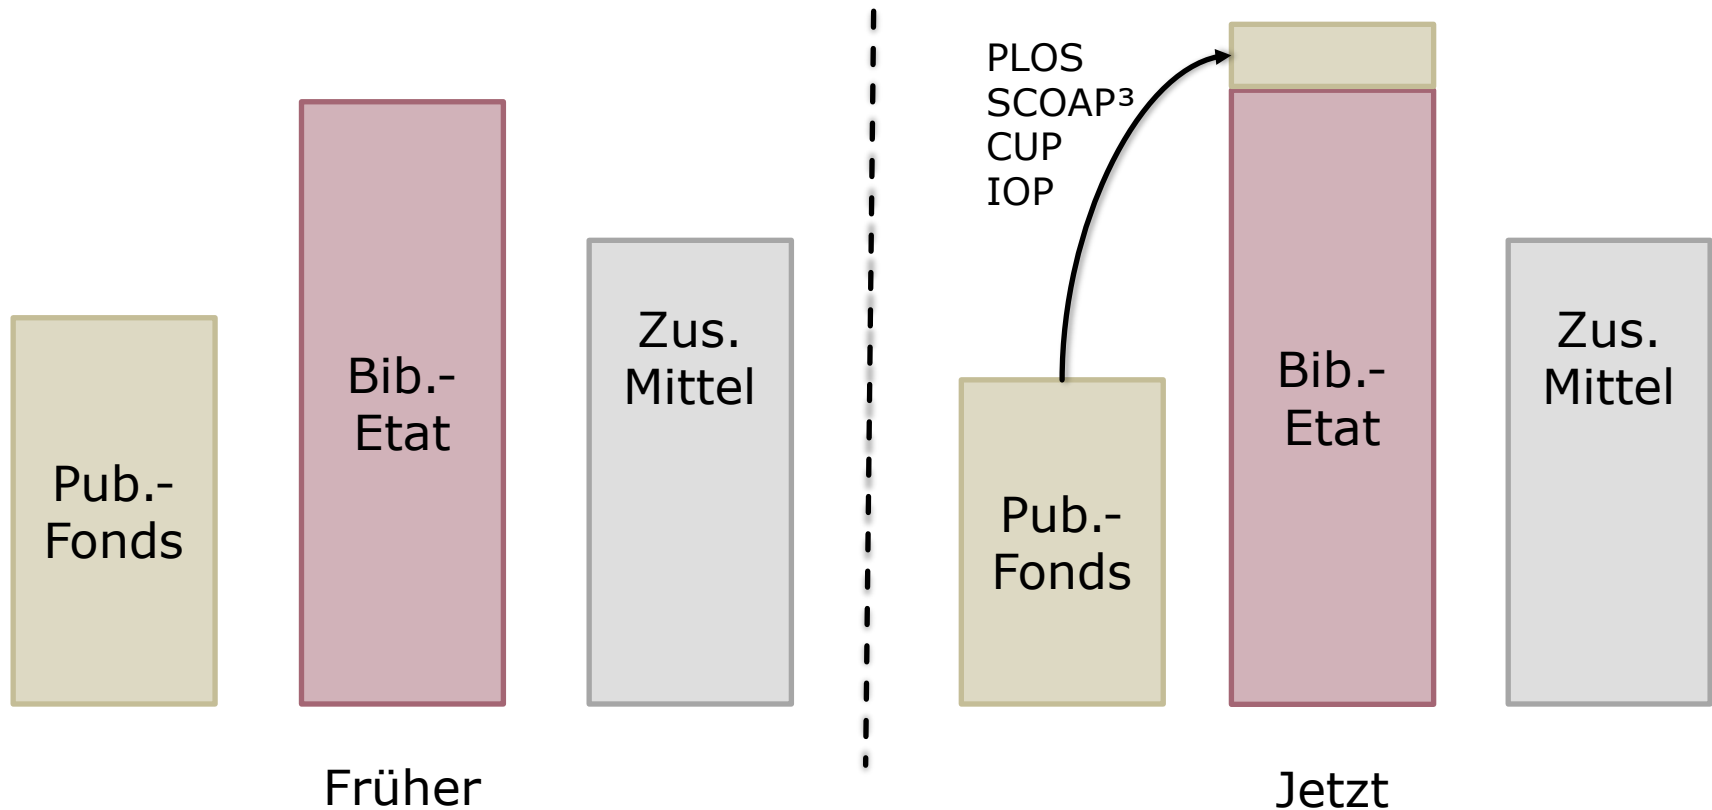 Pub.-
Fonds
Bib.-
Etat
Zus.
Mittel
Früher
PLOS
SCOAP³
CUP
IOP
Pub.-
Fonds
Bib.-
Etat
Zus.
Mittel
Jetzt